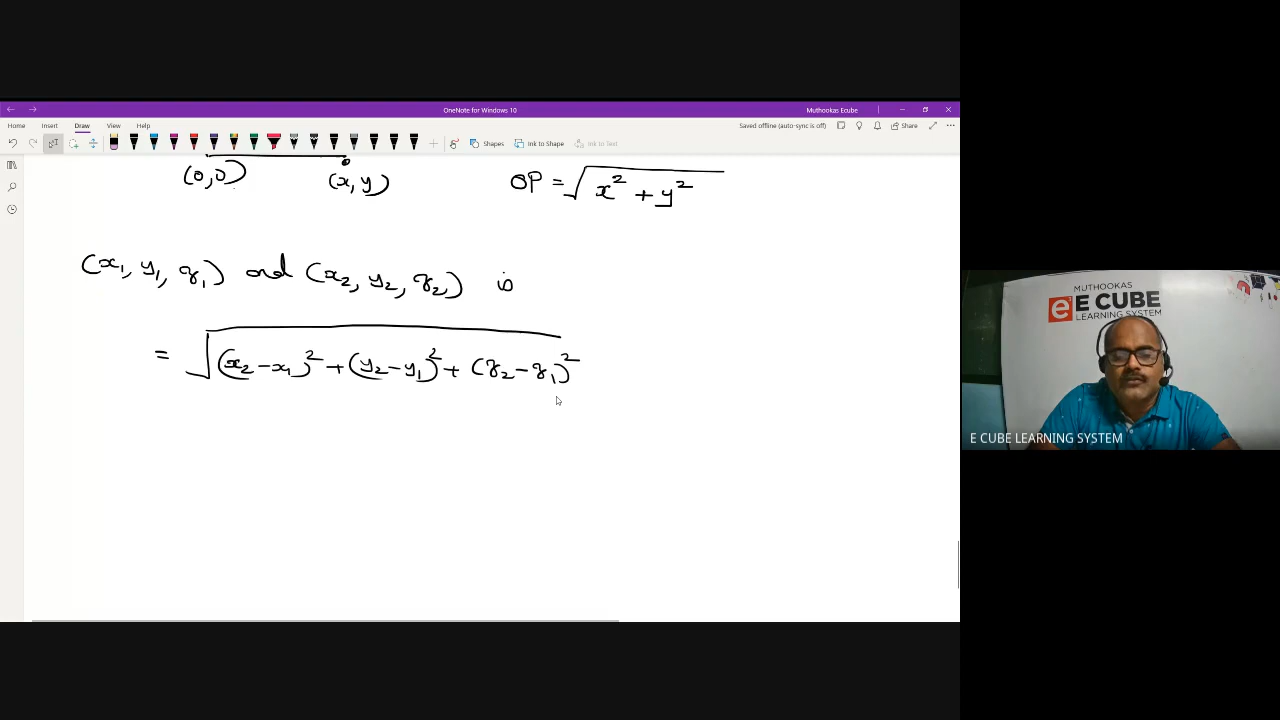 OneNote for Windows 10
Muthookas Ecube
Home Insert Draw View Help
Saved offline (auto-sync is off)
Share
Shapes
Ink to Shape
Ink to Text
(0,0)
(x, y)
OP = √x² + y²
(x₁, y₁, z₁) and (x₂, y₂, z₂) is
= √(x₂ − x₁)² + (y₂ − y₁)² + (z₂ − z₁)²
MUTHOOKAS
e³ E CUBE
LEARNING SYSTEM
E CUBE LEARNING SYSTEM